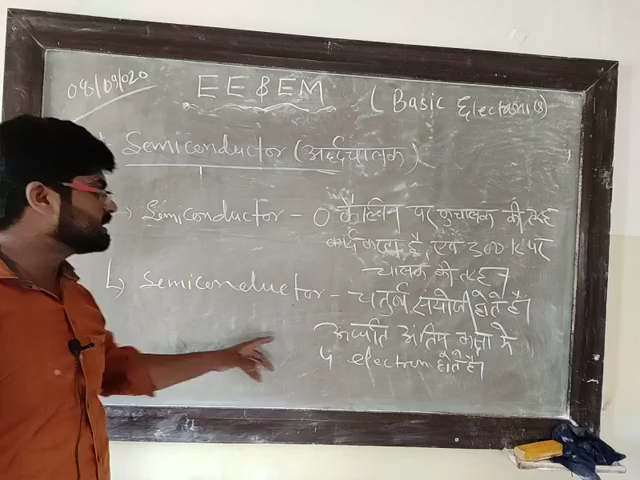 08/09/020
EE & EM
(Basic Electronics)
Semiconductor (अर्द्धचालक)
Semiconductor - 0 कैल्विन पर कुचालक की तरह
कार्य करता है, एवं 300 K पर
चालक की तरह।
Semiconductor - चतुर्थ संयोजी होते है।
अर्थात अंतिम कक्षा मे
4 electron होते है।